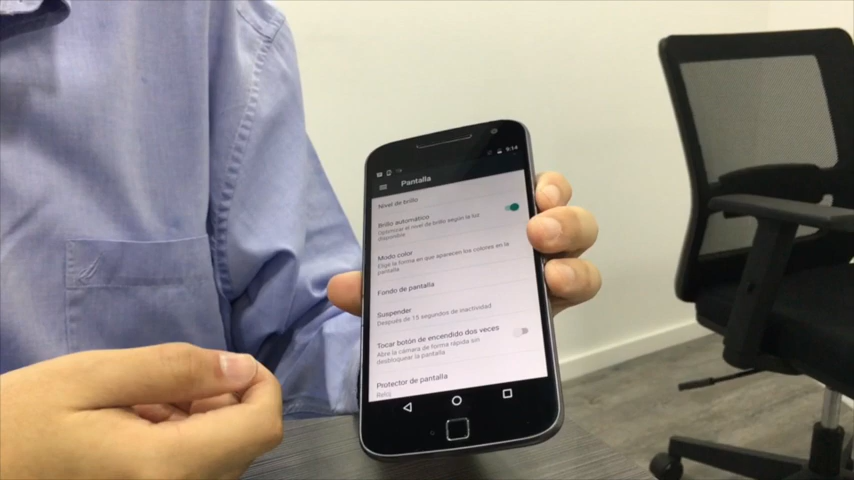 9:14
Pantalla
Nivel de brillo
Brillo automático
Optimizar el nivel de brillo según la luz
disponible
Modo color
Elige la forma en que aparecen los colores en la
pantalla
Fondo de pantalla
Suspender
Después de 15 segundos de inactividad
Tocar botón de encendido dos veces
Abre la cámara de forma rápida sin
desbloquear la pantalla
Protector de pantalla
Reloj